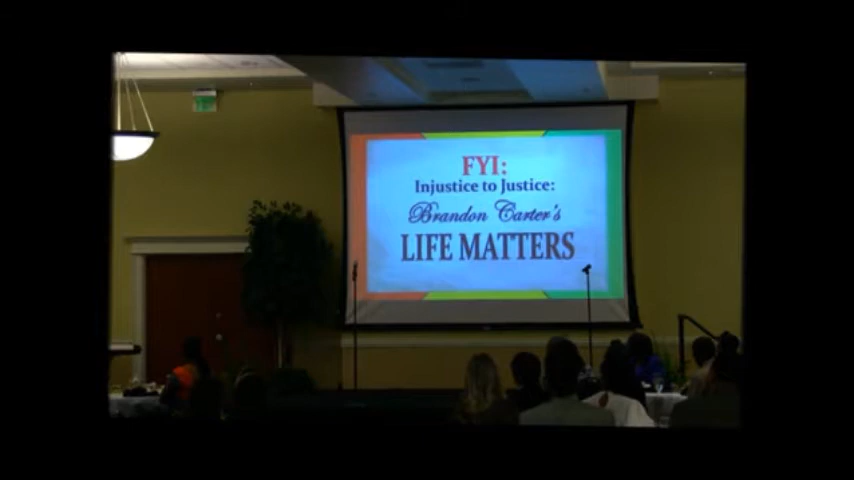 FYI:
Injustice to Justice:
Brandon Carter's
LIFE MATTERS